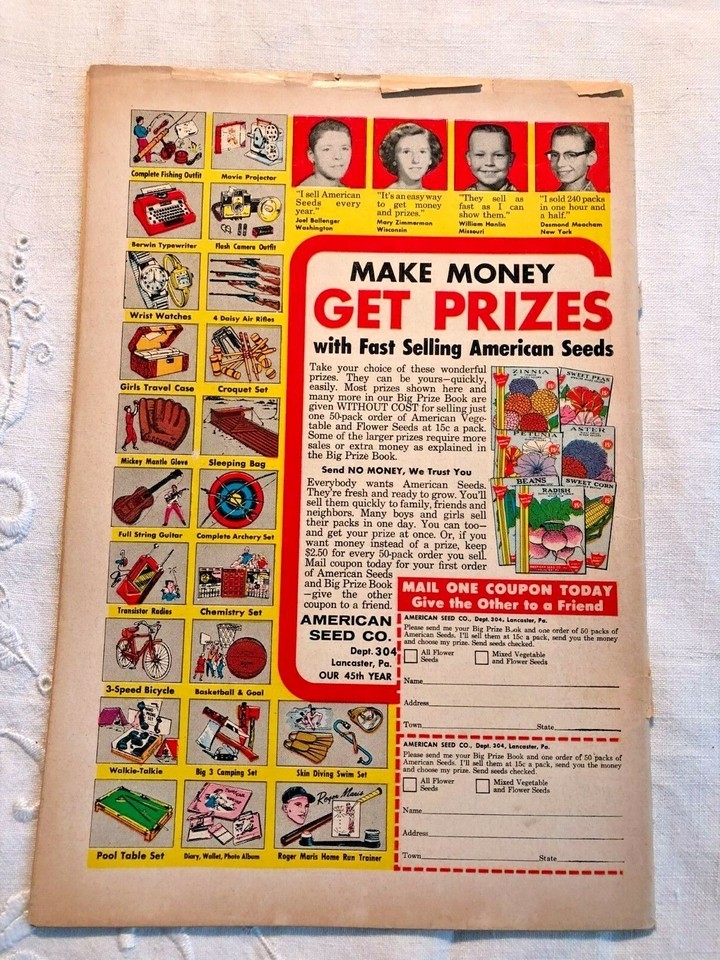 Complete Fishing Outfit
Movie Projector
Berwin Typewriter
Flash Camera Outfit
Wrist Watches
4 Daisy Air Rifles
Girls Travel Case
Croquet Set
Mickey Mantle Glove
Sleeping Bag
Full String Guitar
Complete Archery Set
Transistor Radios
Chemistry Set
3-Speed Bicycle
Basketball & Goal
Walkie-Talkie
Big 3 Camping Set
Skin Diving Swim Set
Pool Table Set
Diary, Wallet, Photo Album
Roger Maris
Roger Maris Home Run Trainer
"I sell American
Seeds every
year."
Joel Ballenger
Washington
"It's an easy way
to get money
and prizes."
Mary Zimmerman
Wisconsin
"They sell as
fast as I can
show them."
William Hanlin
Missouri
"I sold 240 packs
in one hour and
a half."
Desmond Meacham
New York
MAKE MONEY
GET PRIZES
with Fast Selling American Seeds
Take your choice of these wonderful
prizes. They can be yours—quickly,
easily. Most prizes shown here and
many more in our Big Prize Book are
given WITHOUT COST for selling just
one 50-pack order of American Vege-
table and Flower Seeds at 15c a pack.
Some of the larger prizes require more
sales or extra money as explained in
the Big Prize Book.
Send NO MONEY, We Trust You
Everybody wants American Seeds.
They're fresh and ready to grow. You'll
sell them quickly to family, friends and
neighbors. Many boys and girls sell
their packs in one day. You can too—
and get your prize at once. Or, if you
want money instead of a prize, keep
$2.50 for every 50-pack order you sell.
Mail coupon today for your first order
of American Seeds
and Big Prize Book
—give the other
coupon to a friend.
AMERICAN
SEED CO.
Dept. 304
Lancaster, Pa.
OUR 45th YEAR
ZINNIA
SWEET PEAS
PETUNIA
ASTER
BEANS
SWEET CORN
RADISH
MAIL ONE COUPON TODAY
Give the Other to a Friend
AMERICAN SEED CO., Dept. 304, Lancaster, Pa.
Please send me your Big Prize Book and one order of 50 packs of
American Seeds. I'll sell them at 15c a pack, send you the money
and choose my prize. Send seeds checked.
All Flower
Seeds
Mixed Vegetable
and Flower Seeds
Name
Address
Town State
AMERICAN SEED CO., Dept. 304, Lancaster, Pa.
Please send me your Big Prize Book and one order of 50 packs of
American Seeds. I'll sell them at 15c a pack, send you the money
and choose my prize. Send seeds checked.
All Flower
Seeds
Mixed Vegetable
and Flower Seeds
Name
Address
Town State